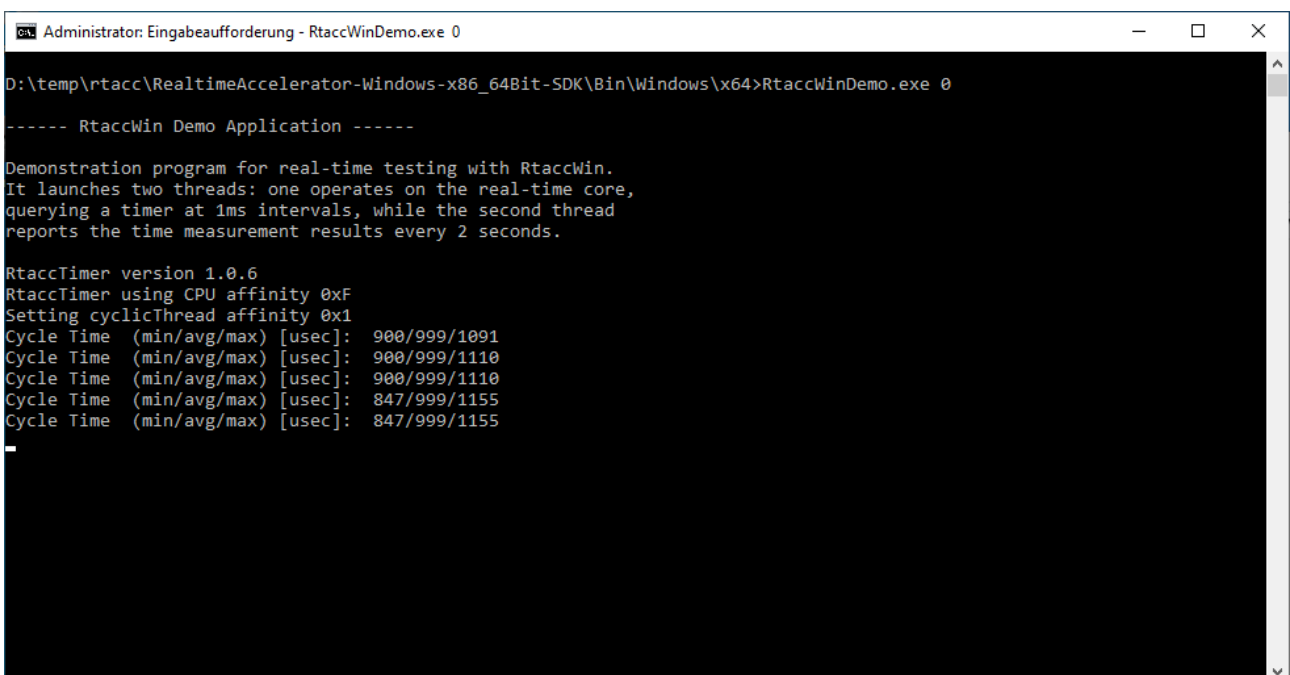 Administrator: Eingabeaufforderung - RtaccWinDemo.exe 0
D:\temp\rtacc\RealtimeAccelerator-Windows-x86_64Bit-SDK\Bin\Windows\x64>RtaccWinDemo.exe 0
------ RtaccWin Demo Application ------
Demonstration program for real-time testing with RtaccWin.
It launches two threads: one operates on the real-time core,
querying a timer at 1ms intervals, while the second thread
reports the time measurement results every 2 seconds.
RtaccTimer version 1.0.6
RtaccTimer using CPU affinity 0xF
Setting cyclicThread affinity 0x1
Cycle Time  (min/avg/max) [usec]:  900/999/1091
Cycle Time  (min/avg/max) [usec]:  900/999/1110
Cycle Time  (min/avg/max) [usec]:  900/999/1110
Cycle Time  (min/avg/max) [usec]:  847/999/1155
Cycle Time  (min/avg/max) [usec]:  847/999/1155